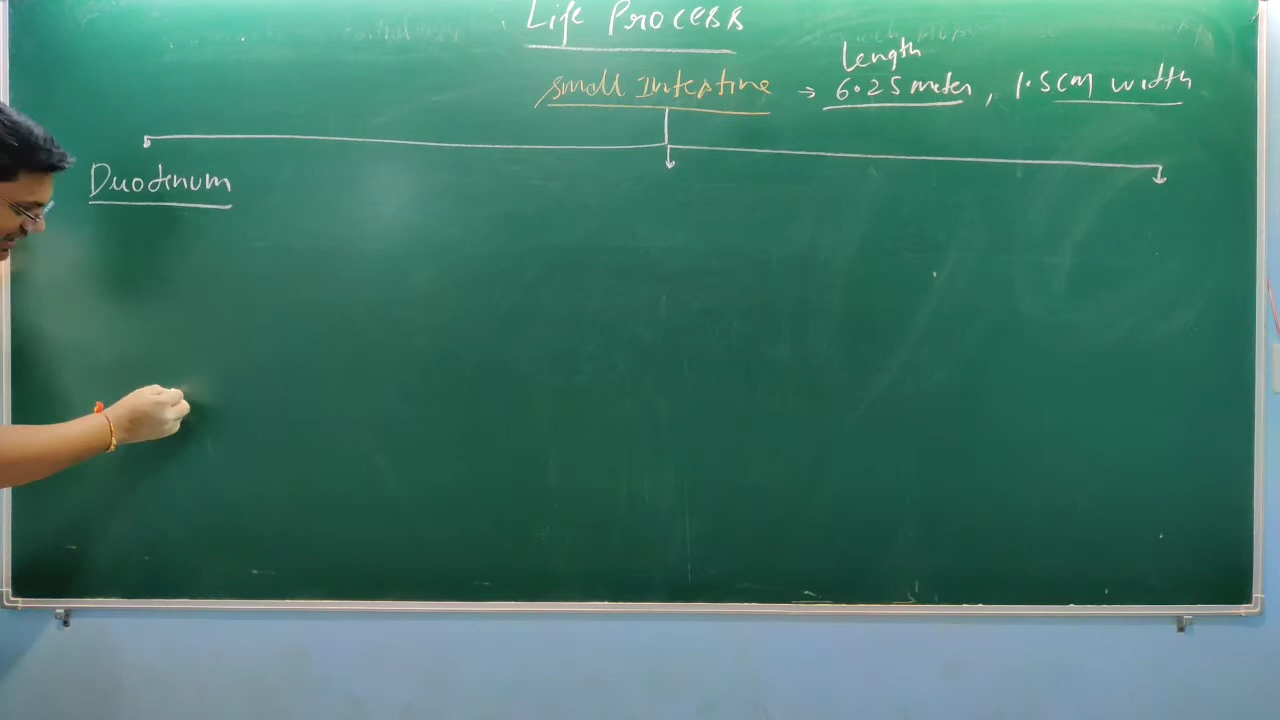 Life Process
Length
Small Intestine → 6.25 meter, 1.5cm width
Duodenum